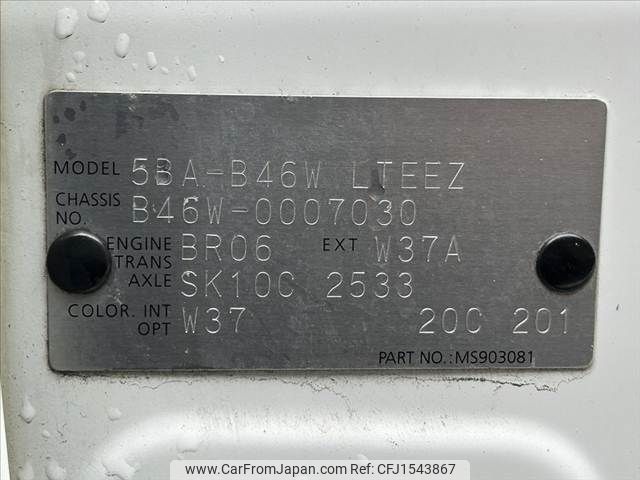 MODEL 5BA-B46W LTEEZ
CHASSIS NO. B46W-0007030
ENGINE BR06 EXT W37A
TRANS AXLE SK10C 2533
COLOR. INT OPT W37 20C 201
PART NO.: MS903081
www.CarFromJapan.com | Ref No: CFJ1543867